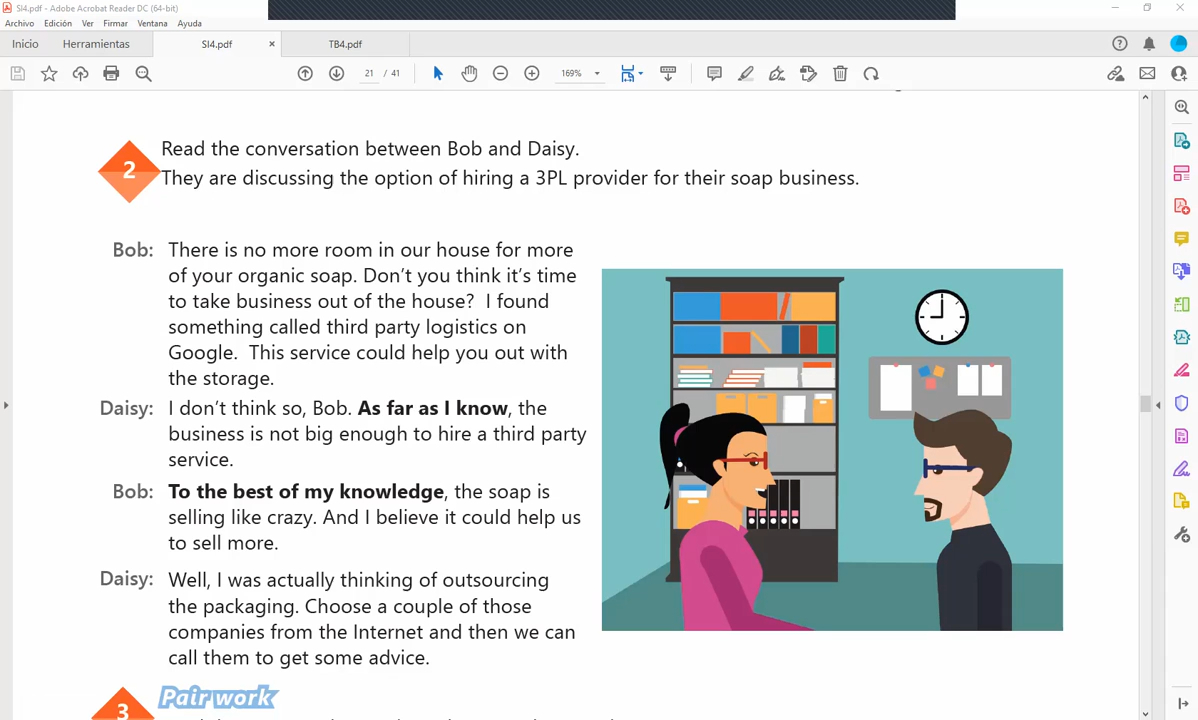 SI4.pdf - Adobe Acrobat Reader DC (64-bit)
Archivo Edición Ver Firmar Ventana Ayuda
Inicio Herramientas SI4.pdf × TB4.pdf
21 / 41 169%
2
Read the conversation between Bob and Daisy.
They are discussing the option of hiring a 3PL provider for their soap business.
Bob: There is no more room in our house for more
of your organic soap. Don't you think it's time
to take business out of the house? I found
something called third party logistics on
Google. This service could help you out with
the storage.
Daisy: I don't think so, Bob. As far as I know, the
business is not big enough to hire a third party
service.
Bob: To the best of my knowledge, the soap is
selling like crazy. And I believe it could help us
to sell more.
Daisy: Well, I was actually thinking of outsourcing
the packaging. Choose a couple of those
companies from the Internet and then we can
call them to get some advice.
Pair work
3